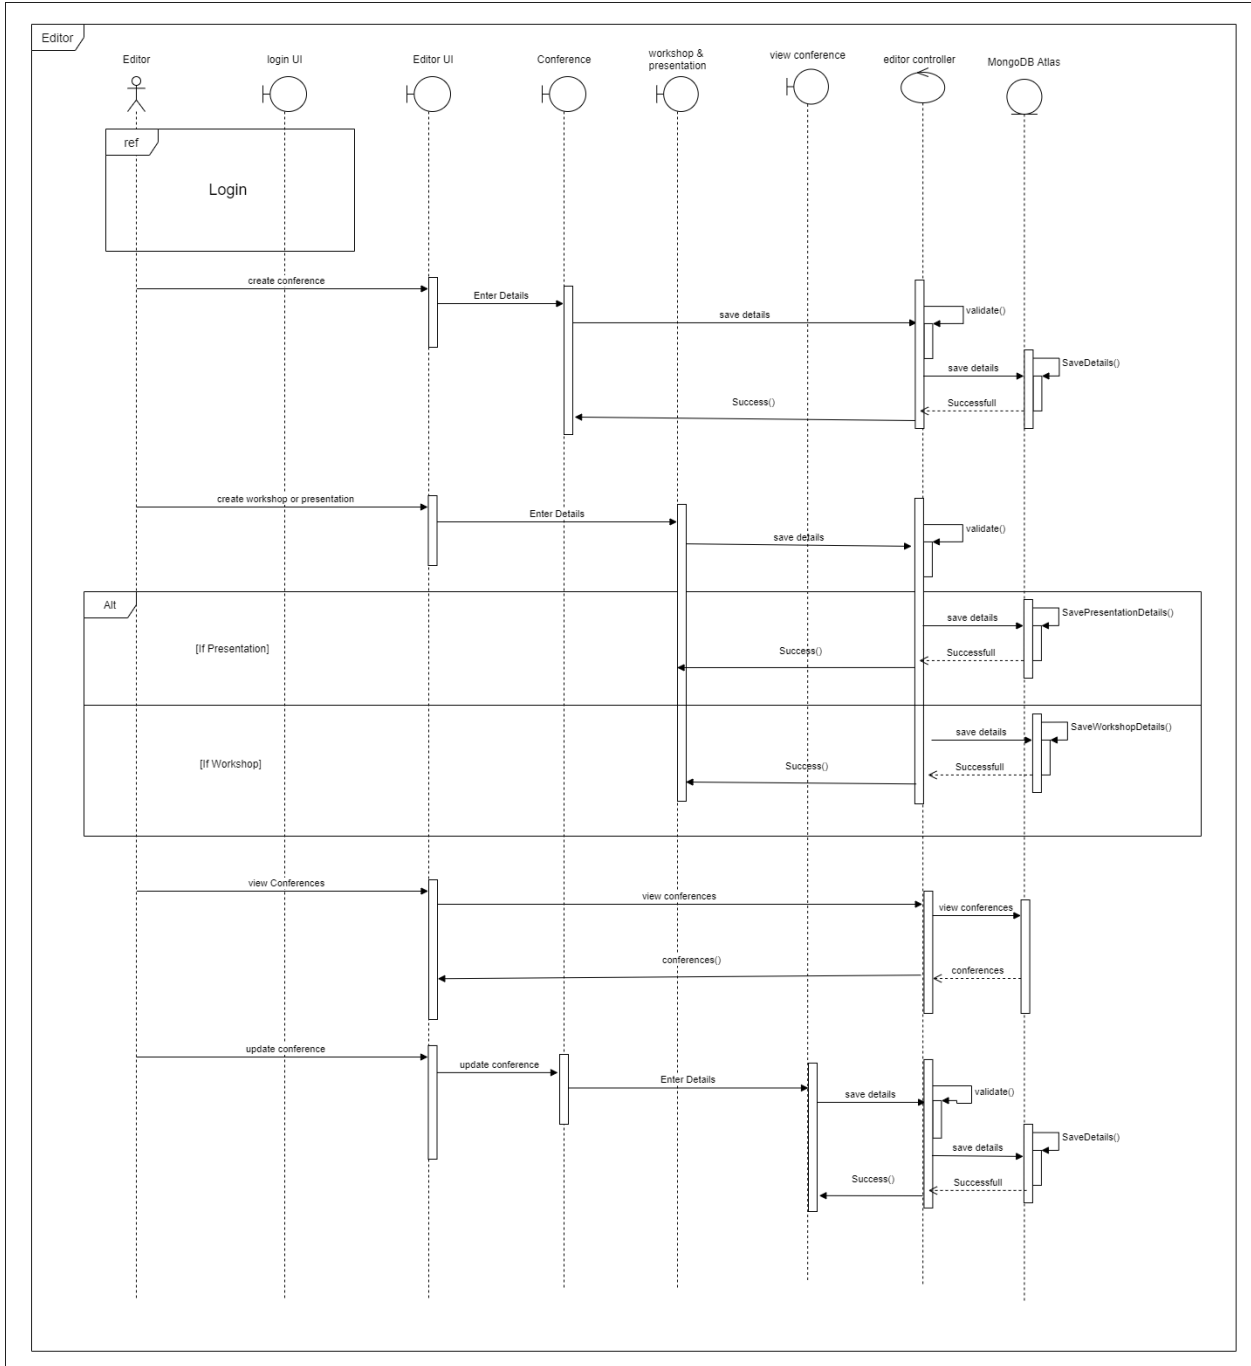 Editor
Editor
login UI
Editor UI
Conference
workshop &
presentation
view conference
editor controller
MongoDB Atlas
ref
Login
create conference
Enter Details
save details
validate()
save details
SaveDetails()
Successfull
Success()
create workshop or presentation
Enter Details
save details
validate()
Alt
[If Presentation]
save details
SavePresentationDetails()
Successfull
Success()
[If Workshop]
save details
SaveWorkshopDetails()
Successfull
Success()
view Conferences
view conferences
view conferences
conferences()
conferences
update conference
update conference
Enter Details
save details
validate()
save details
SaveDetails()
Successfull
Success()